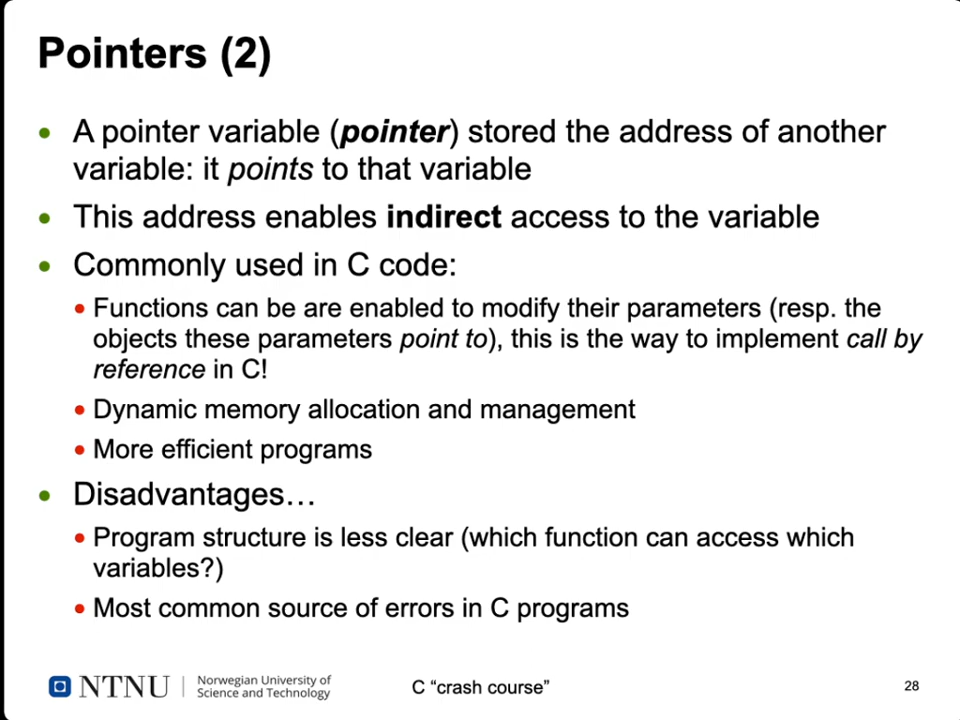 Pointers (2)
• A pointer variable (pointer) stored the address of another
variable: it points to that variable
• This address enables indirect access to the variable
• Commonly used in C code:
• Functions can be are enabled to modify their parameters (resp. the
objects these parameters point to), this is the way to implement call by
reference in C!
• Dynamic memory allocation and management
• More efficient programs
• Disadvantages…
• Program structure is less clear (which function can access which
variables?)
• Most common source of errors in C programs
NTNU
Norwegian University of
Science and Technology
C “crash course”
28